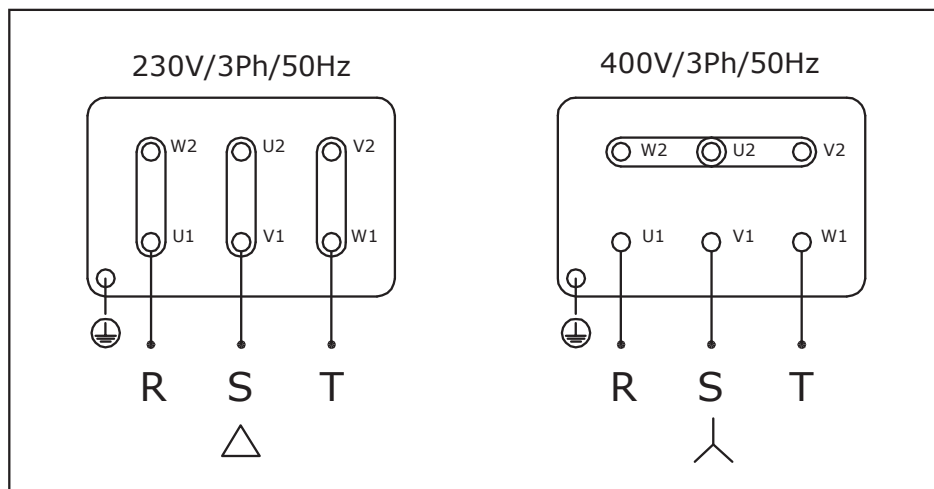 230V/3Ph/50Hz
W2 U2 V2
U1 V1 W1
R S T
400V/3Ph/50Hz
W2 U2 V2
U1 V1 W1
R S T